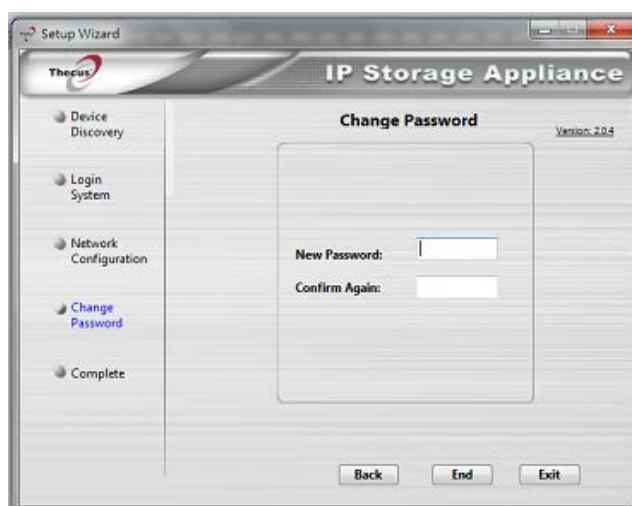 Setup Wizard
Thecus
IP Storage Appliance
Device
Discovery
Login
System
Network
Configuration
Change
Password
Complete
Change Password
Version: 2.0.4
New Password:
Confirm Again:
Back
End
Exit